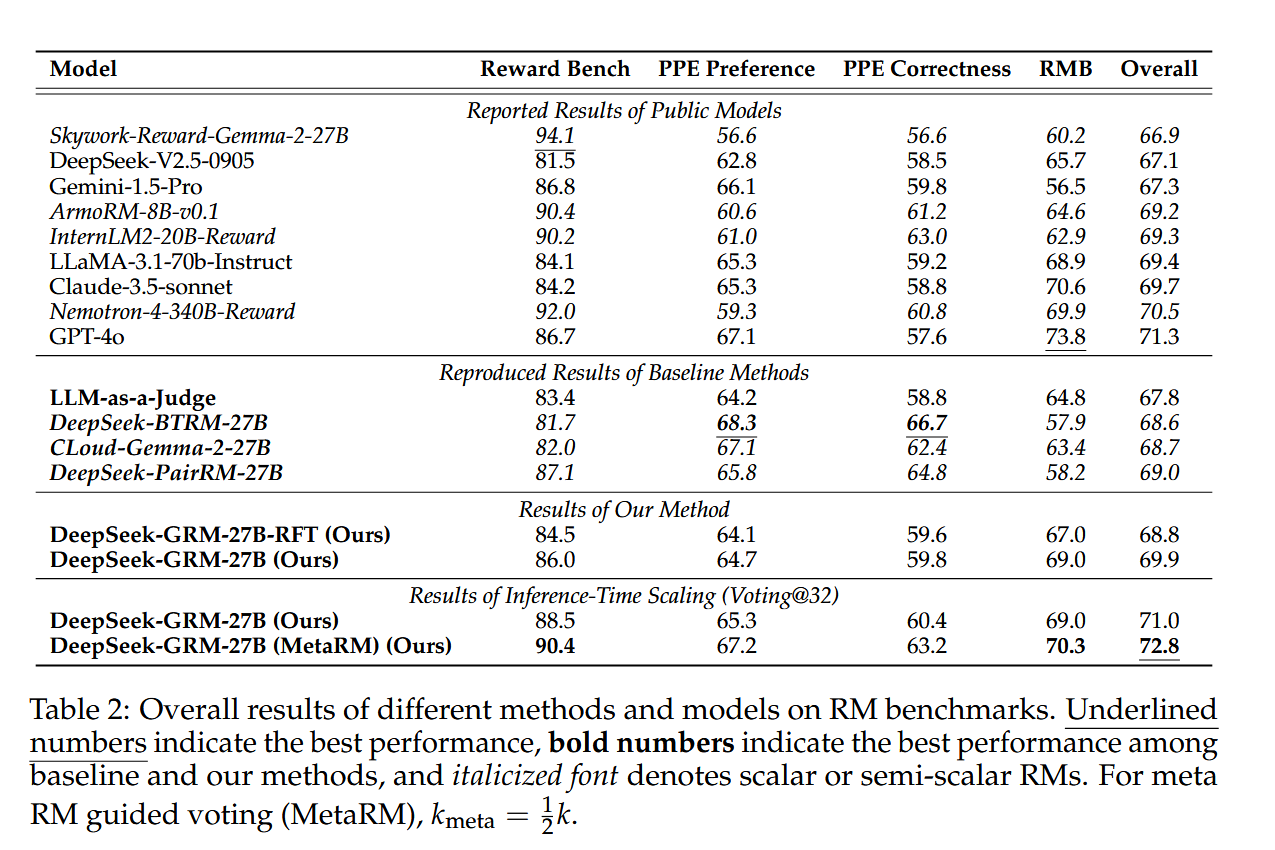 Model Reward Bench PPE Preference PPE Correctness RMB Overall
Reported Results of Public Models
Skywork-Reward-Gemma-2-27B 94.1 56.6 56.6 60.2 66.9
DeepSeek-V2.5-0905 81.5 62.8 58.5 65.7 67.1
Gemini-1.5-Pro 86.8 66.1 59.8 56.5 67.3
ArmoRM-8B-v0.1 90.4 60.6 61.2 64.6 69.2
InternLM2-20B-Reward 90.2 61.0 63.0 62.9 69.3
LLaMA-3.1-70b-Instruct 84.1 65.3 59.2 68.9 69.4
Claude-3.5-sonnet 84.2 65.3 58.8 70.6 69.7
Nemotron-4-340B-Reward 92.0 59.3 60.8 69.9 70.5
GPT-4o 86.7 67.1 57.6 73.8 71.3
Reproduced Results of Baseline Methods
LLM-as-a-Judge 83.4 64.2 58.8 64.8 67.8
DeepSeek-BTRM-27B 81.7 68.3 66.7 57.9 68.6
CLoud-Gemma-2-27B 82.0 67.1 62.4 63.4 68.7
DeepSeek-PairRM-27B 87.1 65.8 64.8 58.2 69.0
Results of Our Method
DeepSeek-GRM-27B-RFT (Ours) 84.5 64.1 59.6 67.0 68.8
DeepSeek-GRM-27B (Ours) 86.0 64.7 59.8 69.0 69.9
Results of Inference-Time Scaling (Voting@32)
DeepSeek-GRM-27B (Ours) 88.5 65.3 60.4 69.0 71.0
DeepSeek-GRM-27B (MetaRM) (Ours) 90.4 67.2 63.2 70.3 72.8
Table 2: Overall results of different methods and models on RM benchmarks. Underlined
numbers indicate the best performance, bold numbers indicate the best performance among
baseline and our methods, and italicized font denotes scalar or semi-scalar RMs. For meta
RM guided voting (MetaRM), k_meta = 1/2 k.